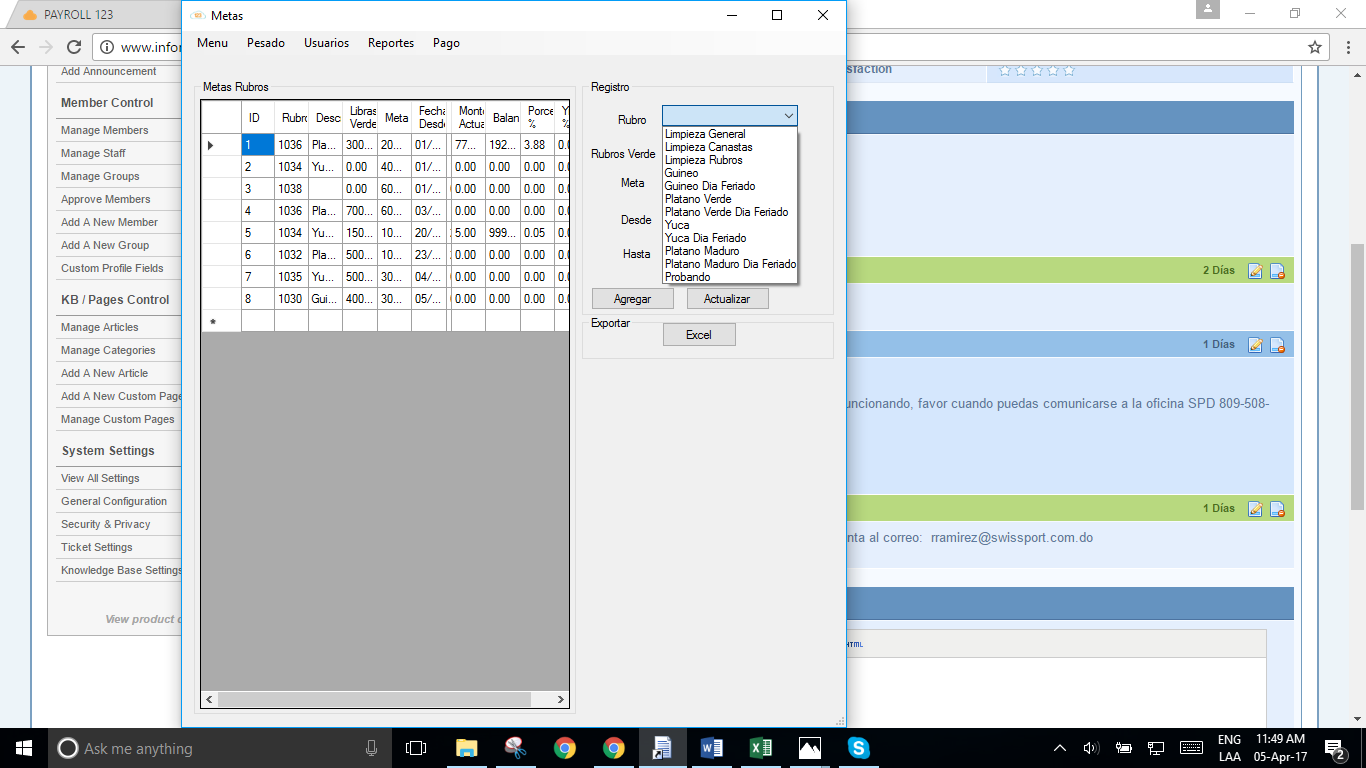 PAYROLL 123
www.infor
Add Announcement
Member Control
Manage Members
Manage Staff
Manage Groups
Approve Members
Add A New Member
Add A New Group
Custom Profile Fields
KB / Pages Control
Manage Articles
Manage Categories
Add A New Article
Add A New Custom Page
Manage Custom Pages
System Settings
View All Settings
General Configuration
Security & Privacy
Ticket Settings
Knowledge Base Settings
View product
Metas
Menu Pesado Usuarios Reportes Pago
Metas Rubros
ID Rubro Desc Libras Verde Meta Fecha Desde Monto Actua Balan Porce % Y %
1 1036 Pla... 300... 20... 01/... 77... 192... 3.88 0.0
2 1034 Yu... 0.00 40... 01/... 0.00 0.00 0.00 0.0
3 1038 0.00 60... 01/... 0.00 0.00 0.00 0.0
4 1036 Pla... 700... 60... 03/... 0.00 0.00 0.00 0.0
5 1034 Yu... 150... 10... 20/... 5.00 999... 0.05 0.0
6 1032 Pla... 500... 10... 23/... 0.00 0.00 0.00 0.0
7 1035 Yu... 500... 30... 04/... 0.00 0.00 0.00 0.0
8 1030 Gui... 400... 30... 05/... 0.00 0.00 0.00 0.0
*
Registro
Rubro
Limpieza General
Limpieza Canastas
Limpieza Rubros
Guineo
Guineo Dia Feriado
Platano Verde
Platano Verde Dia Feriado
Yuca
Yuca Dia Feriado
Platano Maduro
Platano Maduro Dia Feriado
Probando
Rubros Verde
Meta
Desde
Hasta
Agregar Actualizar
Exportar
Excel
sfaction
2 Días
1 Días
uncionando, favor cuando puedas comunicarse a la oficina SPD 809-508-
1 Días
nta al correo: rramirez@swissport.com.do
HTML
Ask me anything
ENG
LAA
11:49 AM
05-Apr-17
2